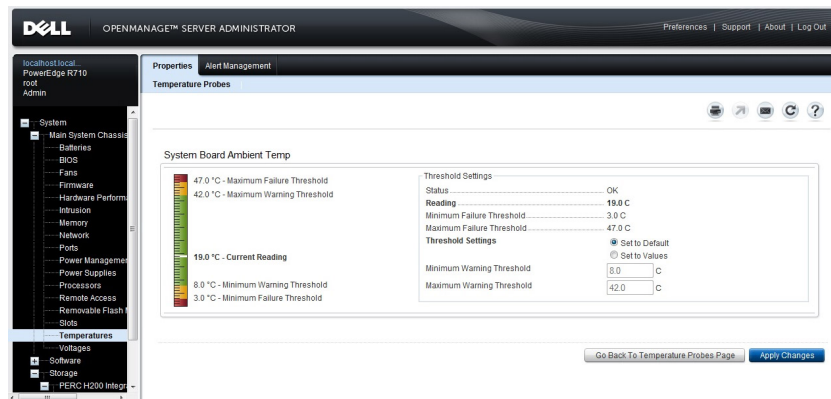 DELL OPENMANAGE™ SERVER ADMINISTRATOR
Preferences | Support | About | Log Out
localhost.local...
PowerEdge R710
root
Admin
Properties Alert Management
Temperature Probes
System
Main System Chassis
Batteries
BIOS
Fans
Firmware
Hardware Performa
Intrusion
Memory
Network
Ports
Power Managemen
Power Supplies
Processors
Remote Access
Removable Flash M
Slots
Temperatures
Voltages
Software
Storage
PERC H200 Integra
System Board Ambient Temp
47.0 °C - Maximum Failure Threshold
42.0 °C - Maximum Warning Threshold
19.0 °C - Current Reading
8.0 °C - Minimum Warning Threshold
3.0 °C - Minimum Failure Threshold
Threshold Settings
Status OK
Reading 19.0 C
Minimum Failure Threshold 3.0 C
Maximum Failure Threshold 47.0 C
Threshold Settings Set to Default
Set to Values
Minimum Warning Threshold 8.0 C
Maximum Warning Threshold 42.0 C
Go Back To Temperature Probes Page Apply Changes